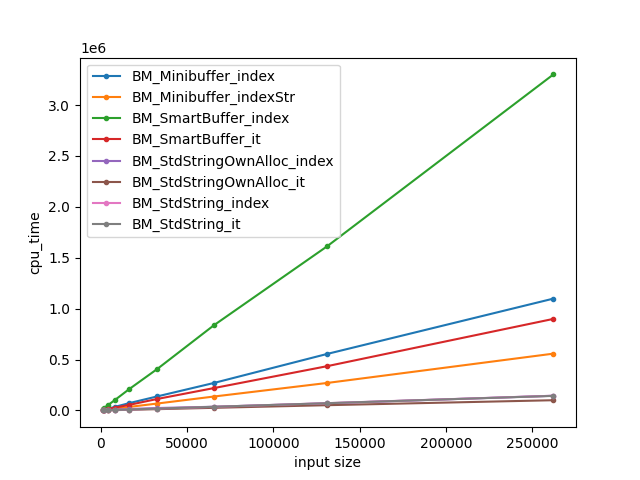 1e6
BM_Minibuffer_index
BM_Minibuffer_indexStr
BM_SmartBuffer_index
BM_SmartBuffer_it
BM_StdStringOwnAlloc_index
BM_StdStringOwnAlloc_it
BM_StdString_index
BM_StdString_it
3.0
2.5
2.0
1.5
1.0
0.5
0.0
cpu_time
0 50000 100000 150000 200000 250000
input size